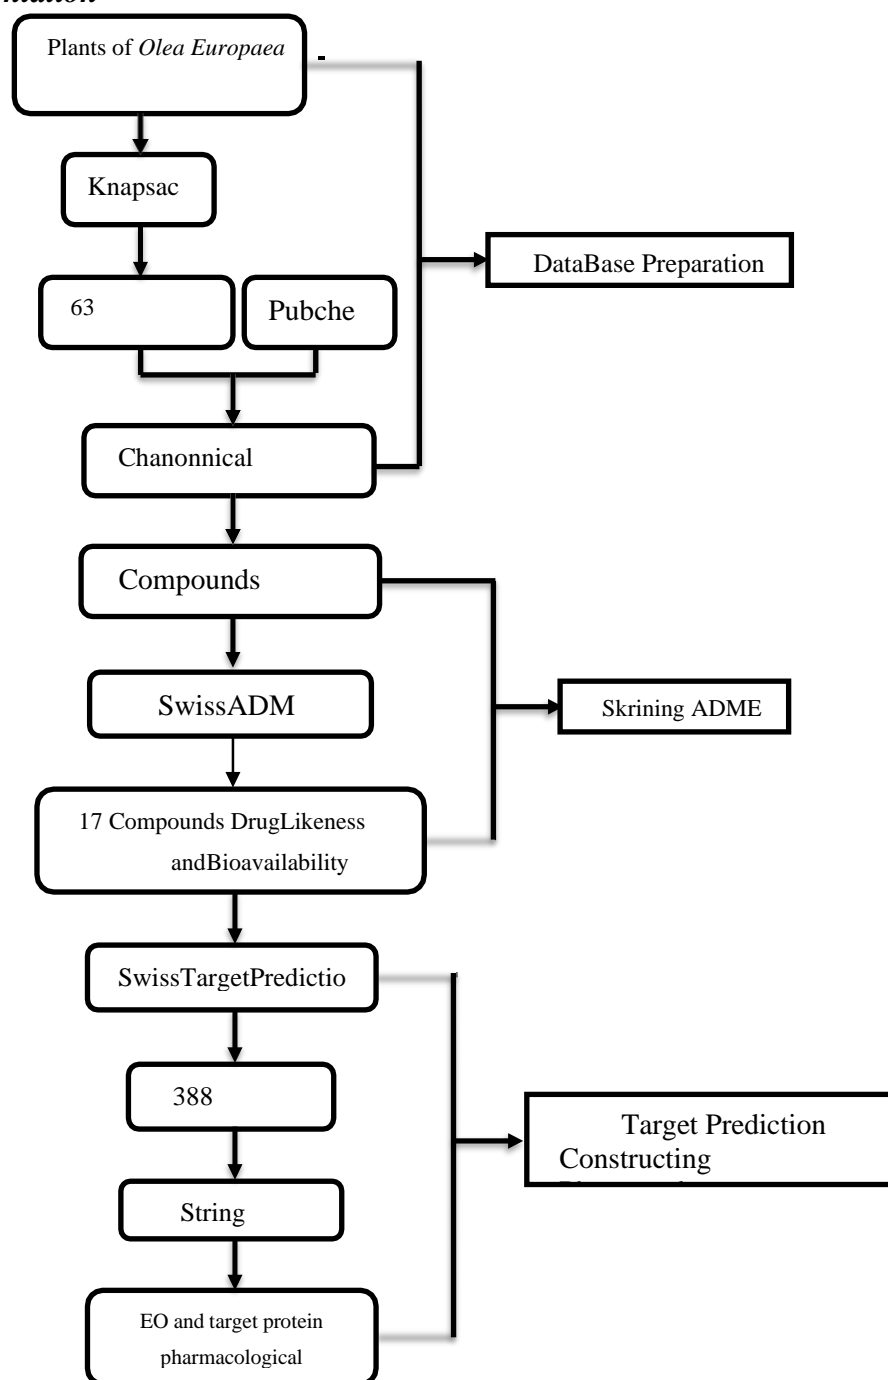 Plants of Olea Europaea
Knapsac
63
Pubche
DataBase Preparation
Chanonnical
Compounds
SwissADM
Skrining ADME
17 Compounds DrugLikeness
andBioavailability
SwissTargetPredictio
388
Target Prediction
Constructing
String
EO and target protein
pharmacological